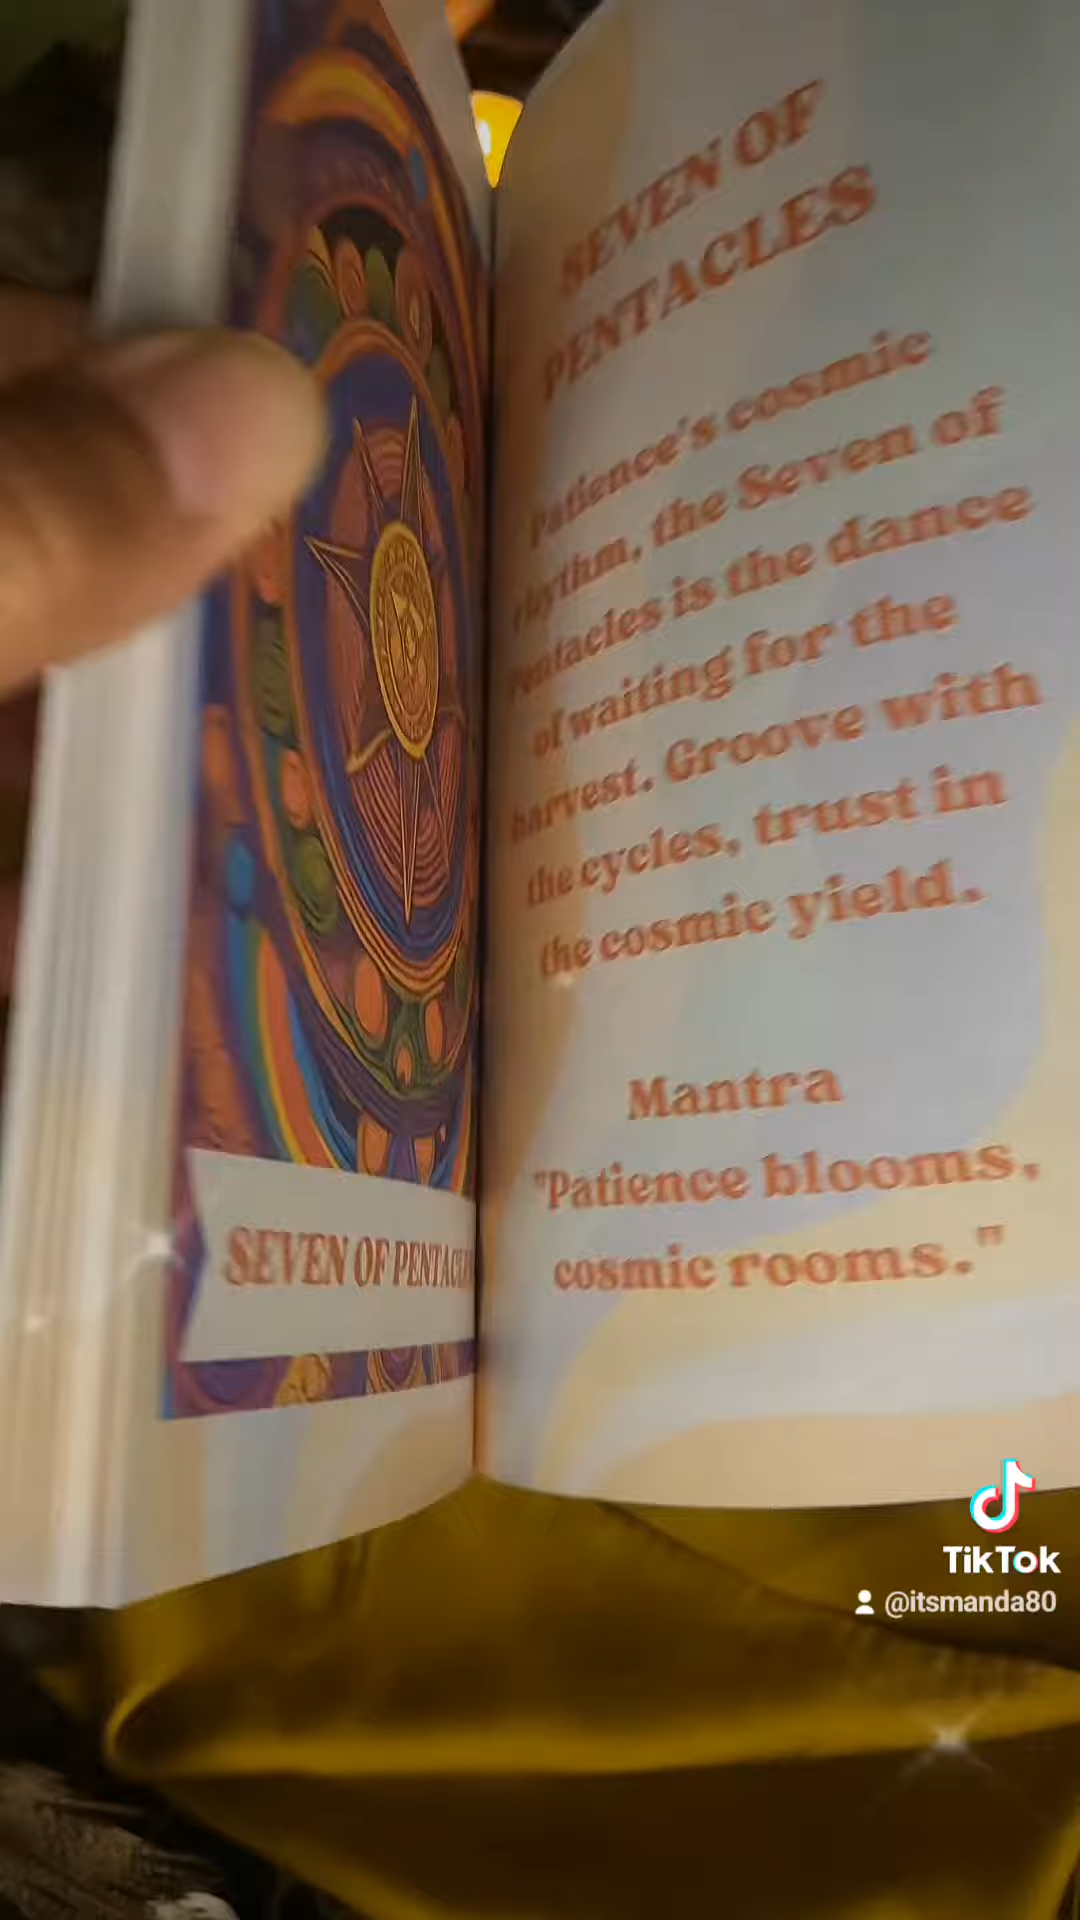 SEVEN OF PENTACLES
SEVEN OF
PENTACLES
Patience's cosmic
rhythm, the Seven of
Pentacles is the dance
of waiting for the
harvest. Groove with
the cycles, trust in
the cosmic yield.
Mantra
"Patience blooms,
cosmic rooms."
TikTok
@itsmanda80